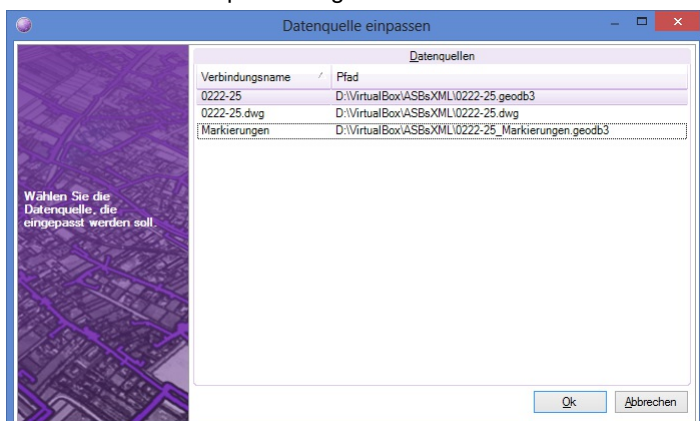 Datenquelle einpassen
Datenquellen
Verbindungsname / Pfad
0222-25 D:\VirtualBox\ASBsXML\0222-25.geodb3
0222-25.dwg D:\VirtualBox\ASBsXML\0222-25.dwg
Markierungen D:\VirtualBox\ASBsXML\0222-25_Markierungen.geodb3
Wählen Sie die
Datenquelle, die
eingepasst werden soll.
Ok Abbrechen